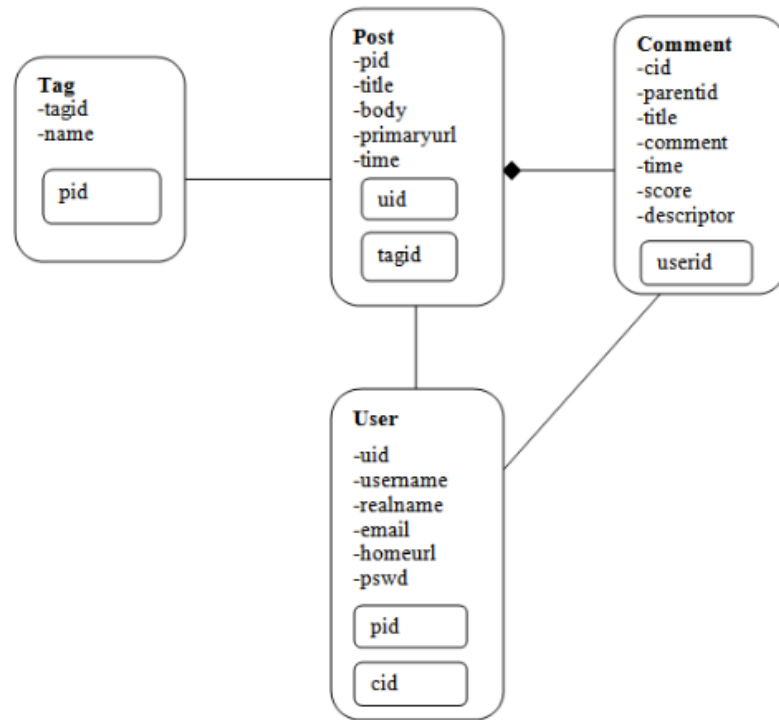 Tag
-tagid
-name
pid
Post
-pid
-title
-body
-primaryurl
-time
uid
tagid
Comment
-cid
-parentid
-title
-comment
-time
-score
-descriptor
userid
User
-uid
-username
-realname
-email
-homeurl
-pswd
pid
cid